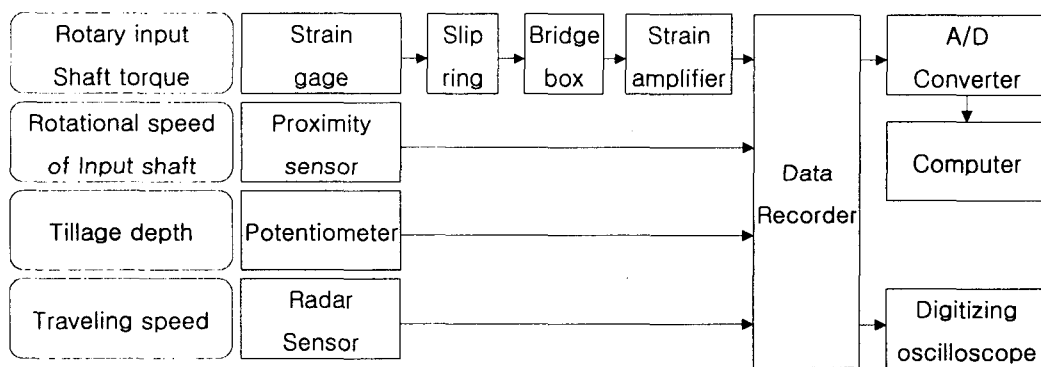 Rotary input
Shaft torque
Strain
gage
Slip
ring
Bridge
box
Strain
amplifier
A/D
Converter
Rotational speed
of Input shaft
Proximity
sensor
Data
Recorder
Computer
Tillage depth
Potentiometer
Traveling speed
Radar
Sensor
Digitizing
oscilloscope